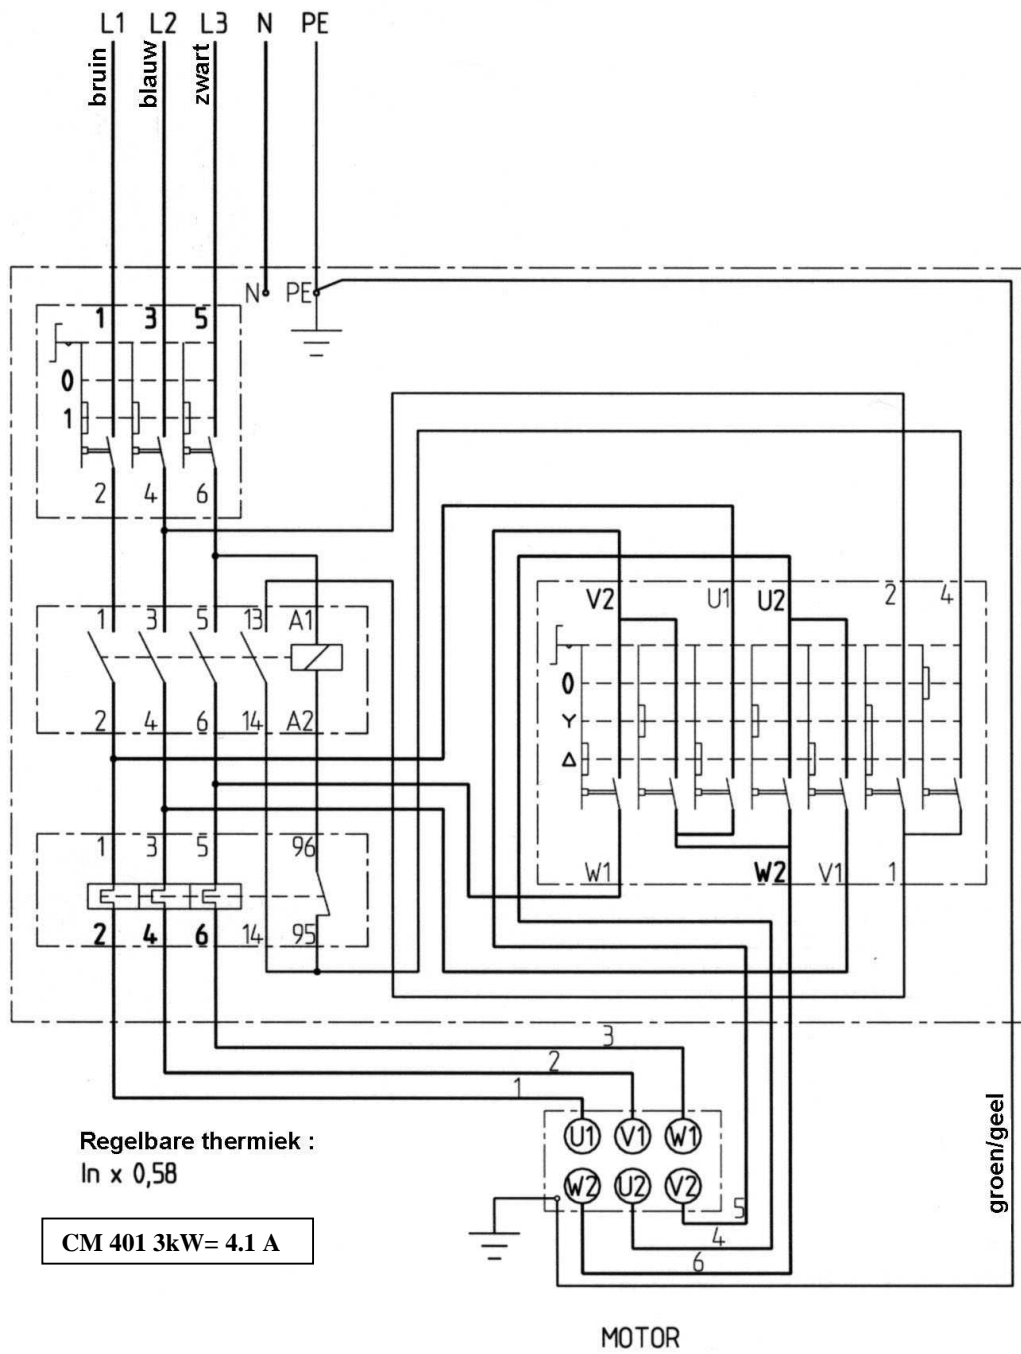 L1 L2 L3 N PE
bruin
blauw
zwart
N PE
1 3 5
0
1
2 4 6
1 3 5 13 A1
2 4 6 14 A2
V2 U1 U2 2 4
0
Y
Δ
W1 W2 V1 1
1 3 5 96
2 4 6 14 95
3
2
1
U1 V1 W1
W2 U2 V2
5
4
6
groen/geel
Regelbare thermiek :
In x 0,58
CM 401 3kW= 4.1 A
MOTOR